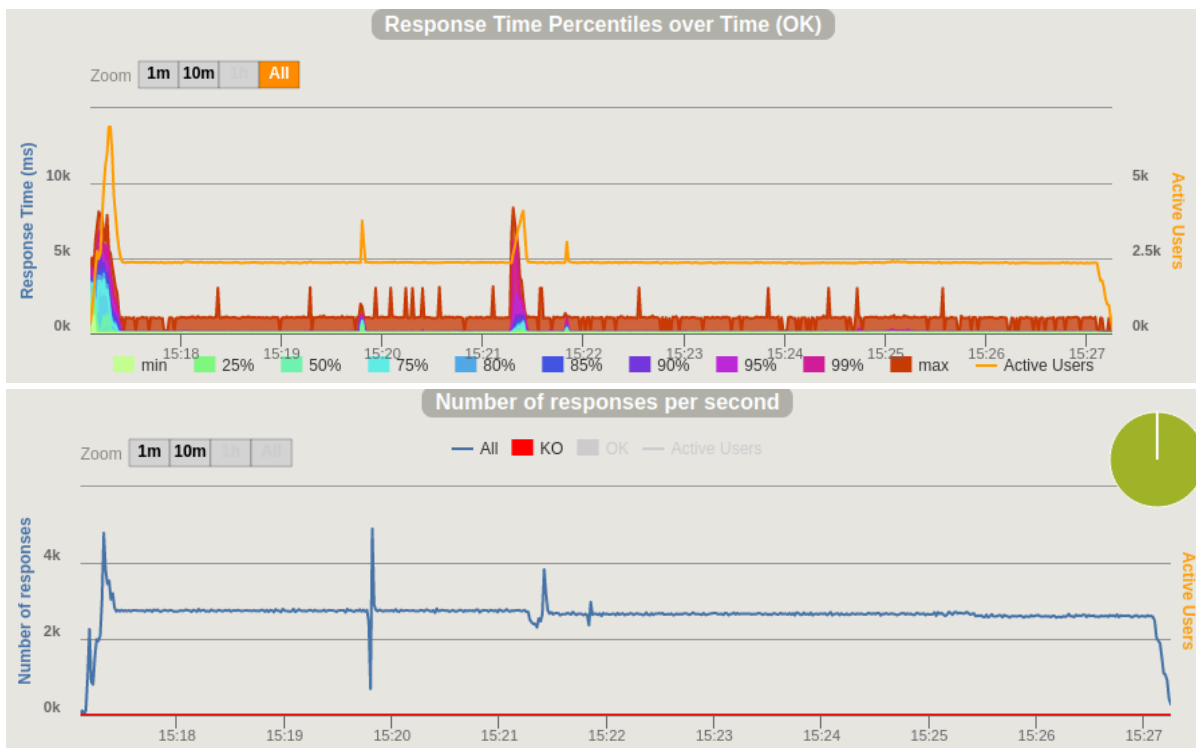 Response Time Percentiles over Time (OK)
Zoom 1m 10m 1h All
Response Time (ms)
10k
5k
0k
5k
2.5k
0k
Active Users
15:18 15:19 15:20 15:21 15:22 15:23 15:24 15:25 15:26 15:27
min 25% 50% 75% 80% 85% 90% 95% 99% max Active Users
Number of responses per second
Zoom 1m 10m 1h All
All KO OK Active Users
Number of responses
4k
2k
0k
Active Users
15:18 15:19 15:20 15:21 15:22 15:23 15:24 15:25 15:26 15:27